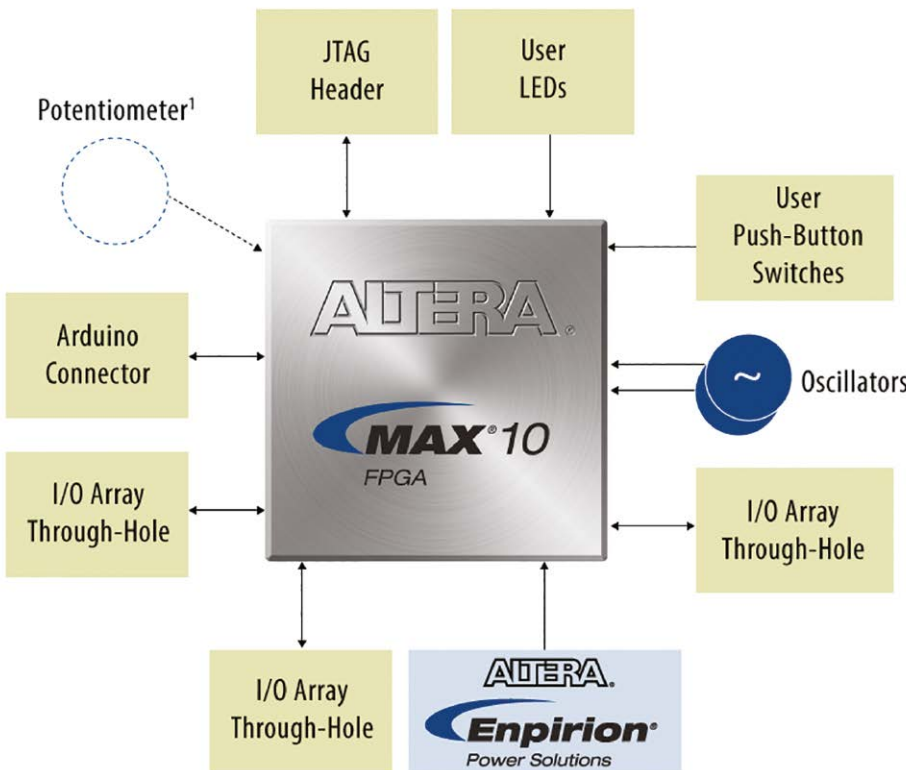 JTAG
Header
User
LEDs
Potentiometer¹
User
Push-Button
Switches
ALTERA®
Arduino
Connector
~
Oscillators
MAX® 10
FPGA
I/O Array
Through-Hole
I/O Array
Through-Hole
I/O Array
Through-Hole
ALTERA®
Enpirion®
Power Solutions